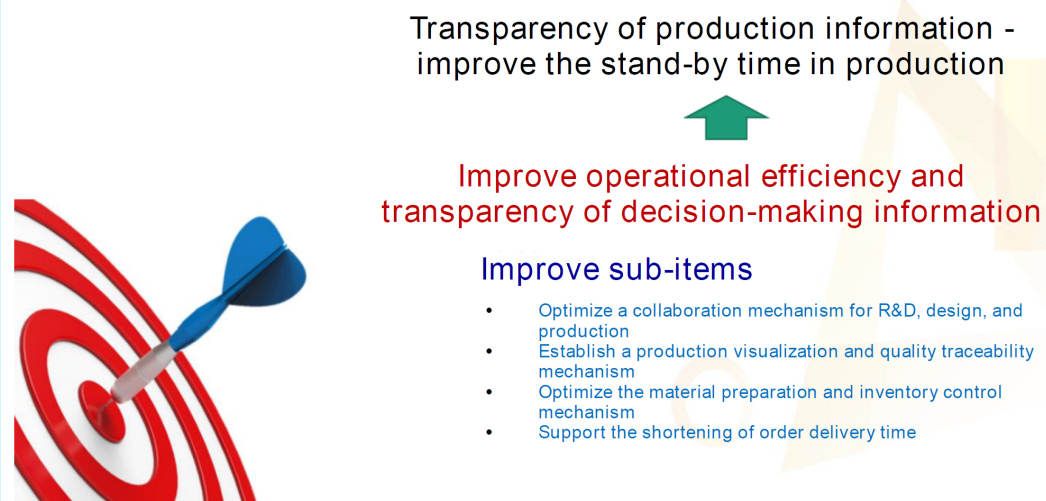 Transparency of production information -
improve the stand-by time in production
Improve operational efficiency and
transparency of decision-making information
Improve sub-items
• Optimize a collaboration mechanism for R&D, design, and
production
• Establish a production visualization and quality traceability
mechanism
• Optimize the material preparation and inventory control
mechanism
• Support the shortening of order delivery time